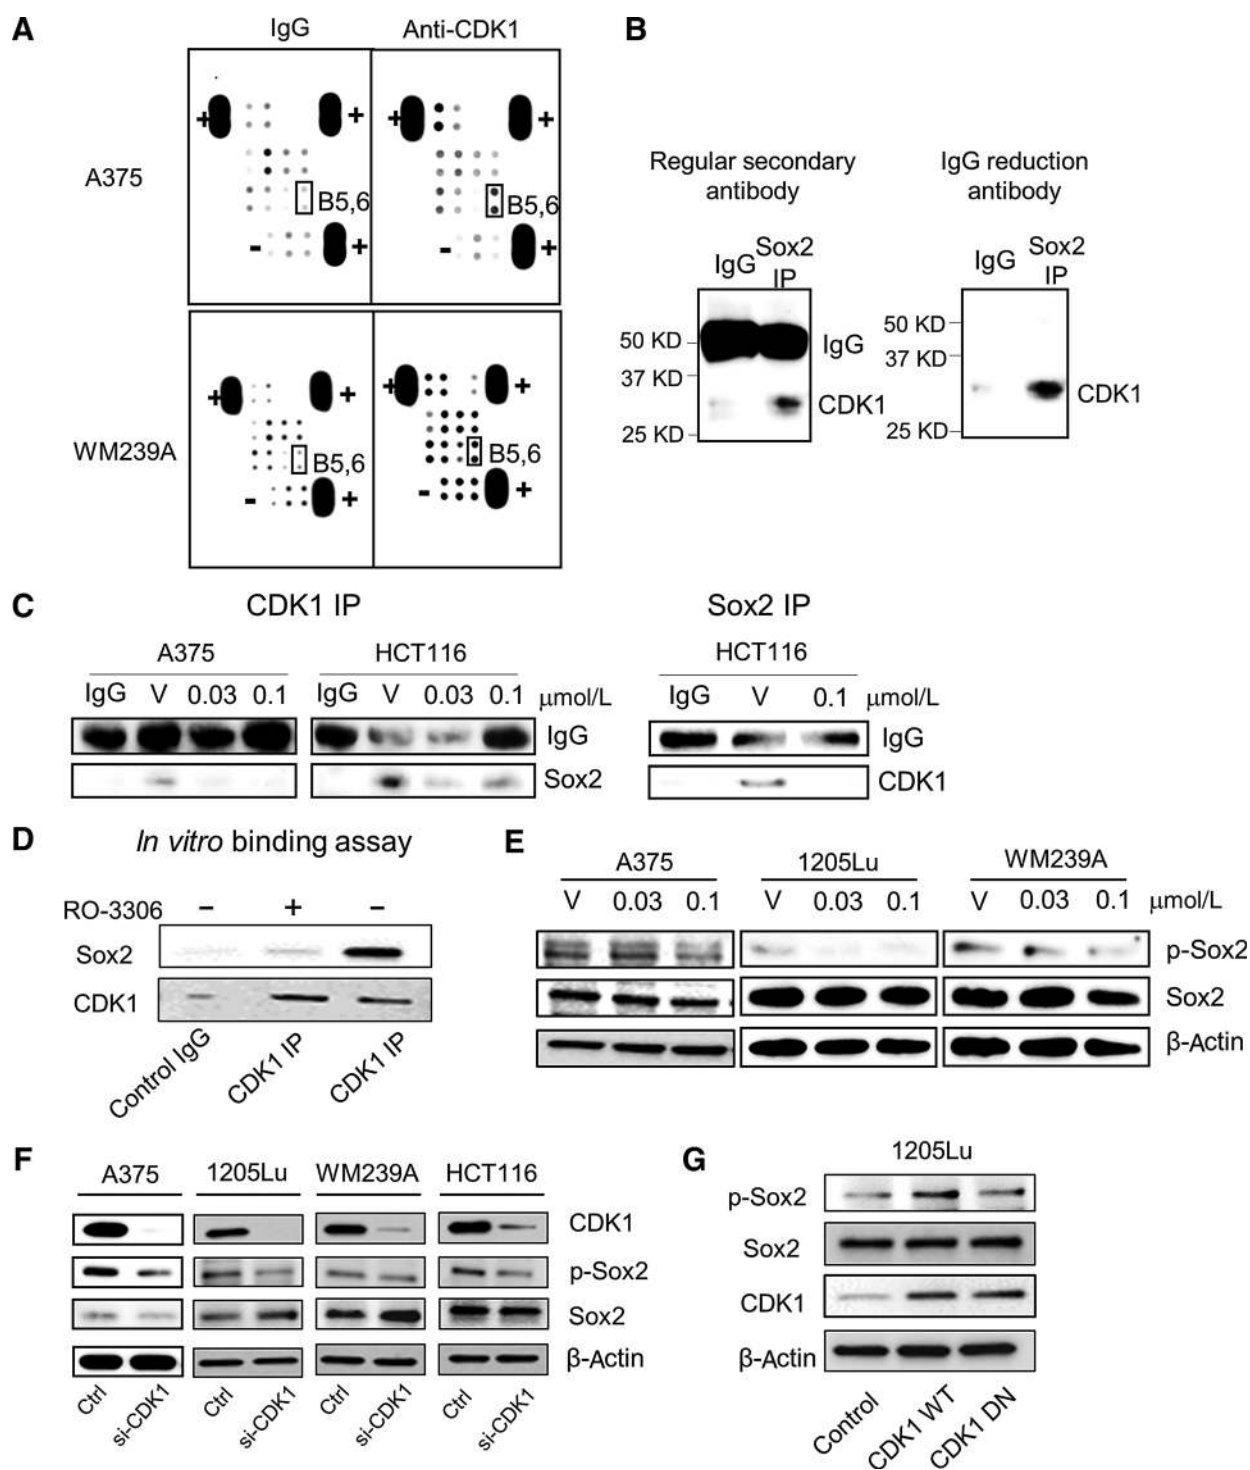 A
IgG
Anti-CDK1
A375
+
+
B5,6
-
+
+
+
B5,6
-
+
WM239A
+
+
B5,6
-
+
+
+
B5,6
-
+
B
Regular secondary
antibody
IgG reduction
antibody
IgG
Sox2
IP
50 KD
37 KD
25 KD
IgG
CDK1
IgG
Sox2
IP
50 KD
37 KD
25 KD
CDK1
C
CDK1 IP
Sox2 IP
A375
HCT116
HCT116
IgG V 0.03 0.1
IgG V 0.03 0.1 μmol/L
IgG V 0.1 μmol/L
IgG
Sox2
IgG
CDK1
D
In vitro binding assay
RO-3306 – + –
Sox2
CDK1
Control IgG
CDK1 IP
CDK1 IP
E
A375
1205Lu
WM239A
V 0.03 0.1
V 0.03 0.1
V 0.03 0.1 μmol/L
p-Sox2
Sox2
β-Actin
F
A375
1205Lu
WM239A
HCT116
CDK1
p-Sox2
Sox2
β-Actin
Ctrl
si-CDK1
Ctrl
si-CDK1
Ctrl
si-CDK1
Ctrl
si-CDK1
G
1205Lu
p-Sox2
Sox2
CDK1
β-Actin
Control
CDK1 WT
CDK1 DN